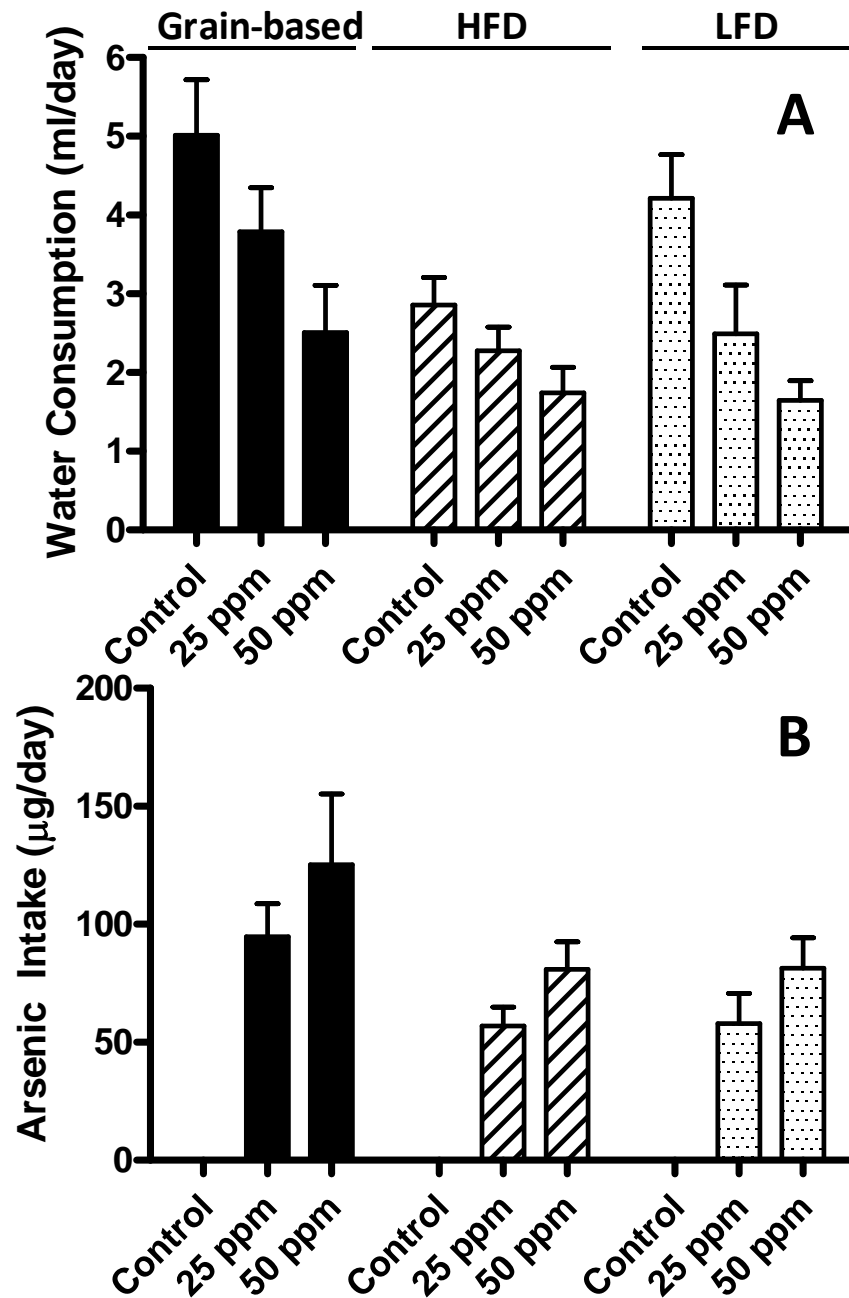 Grain-based HFD LFD
A
Water Consumption (ml/day)
6
5
4
3
2
1
0
Control 25 ppm 50 ppm Control 25 ppm 50 ppm Control 25 ppm 50 ppm
B
Arsenic Intake (μg/day)
200
150
100
50
0
Control 25 ppm 50 ppm Control 25 ppm 50 ppm Control 25 ppm 50 ppm